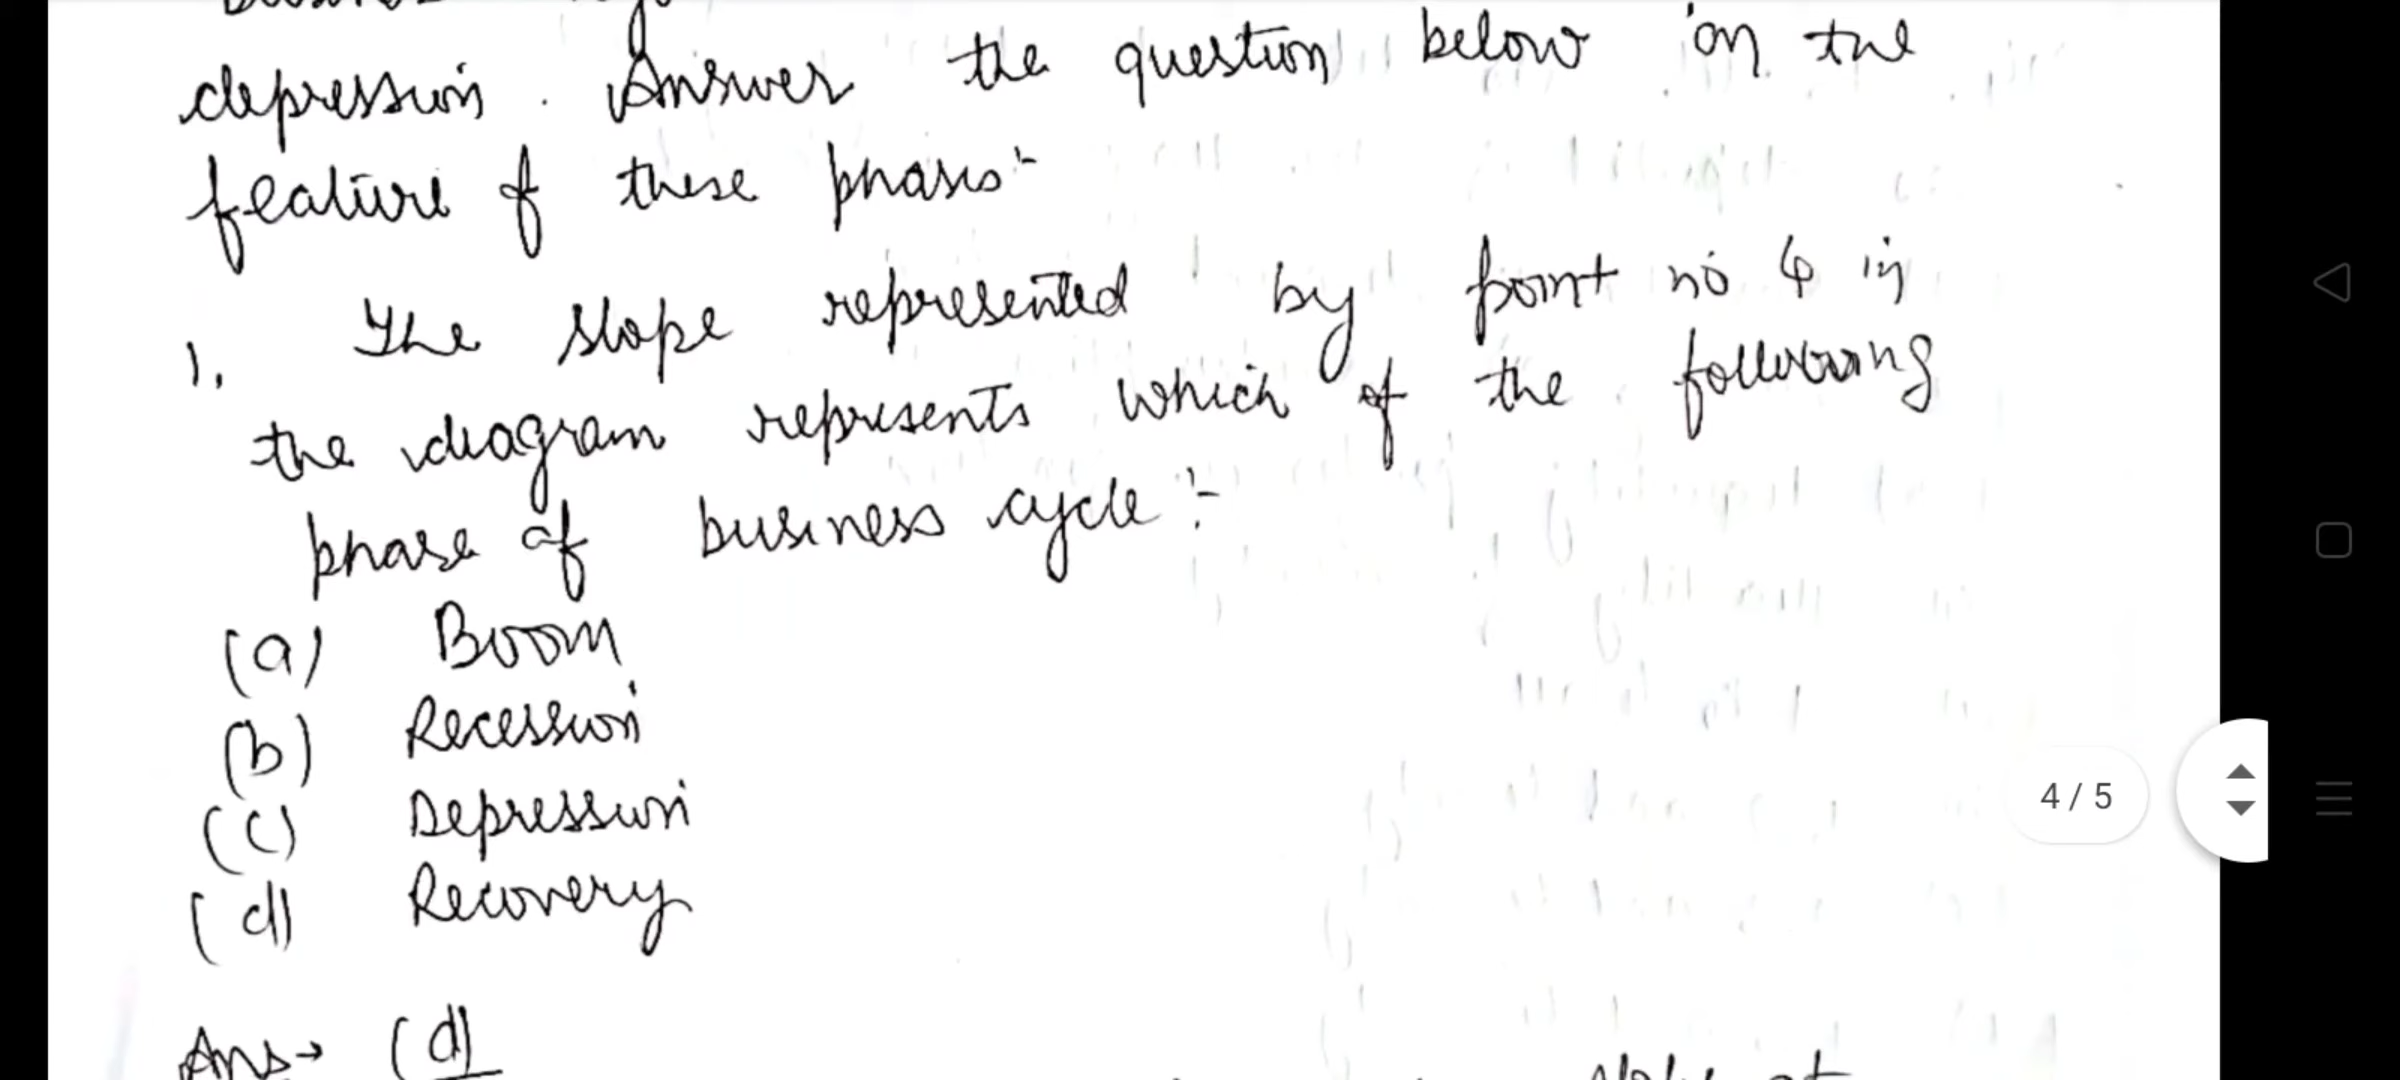 depression. Answer the question below on the
feature of these phases:-
1. The slope represented by point no 4 in
the diagram represents which of the following
phase of business cycle:-
(a) Boom
(b) Recession
(c) Depression
(d) Recovery
4 / 5
Ans→ (d)